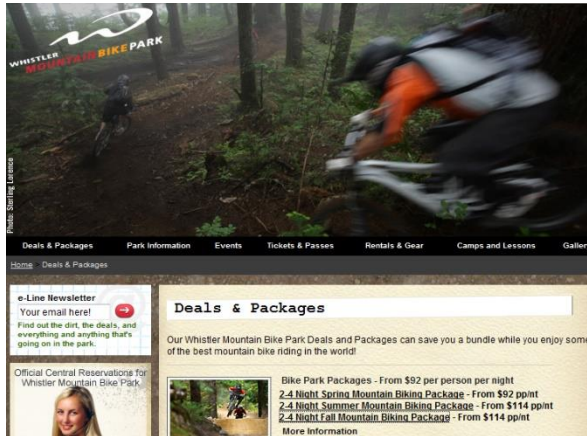 WHISTLER
MOUNTAIN BIKE PARK
Photo: Sterling Lorence
Deals & Packages Park Information Events Tickets & Passes Rentals & Gear Camps and Lessons Galler
Home > Deals & Packages
e-Line Newsletter
Your email here!
Find out the dirt, the deals, and
everything and anything that's
going on in the park.
Official Central Reservations for
Whistler Mountain Bike Park
Deals & Packages
Our Whistler Mountain Bike Park Deals and Packages can save you a bundle while you enjoy some
of the best mountain bike riding in the world!
Bike Park Packages - From $92 per person per night
2-4 Night Spring Mountain Biking Package - From $92 pp/nt
2-4 Night Summer Mountain Biking Package - From $114 pp/nt
2-4 Night Fall Mountain Biking Package - From $114 pp/nt
More Information